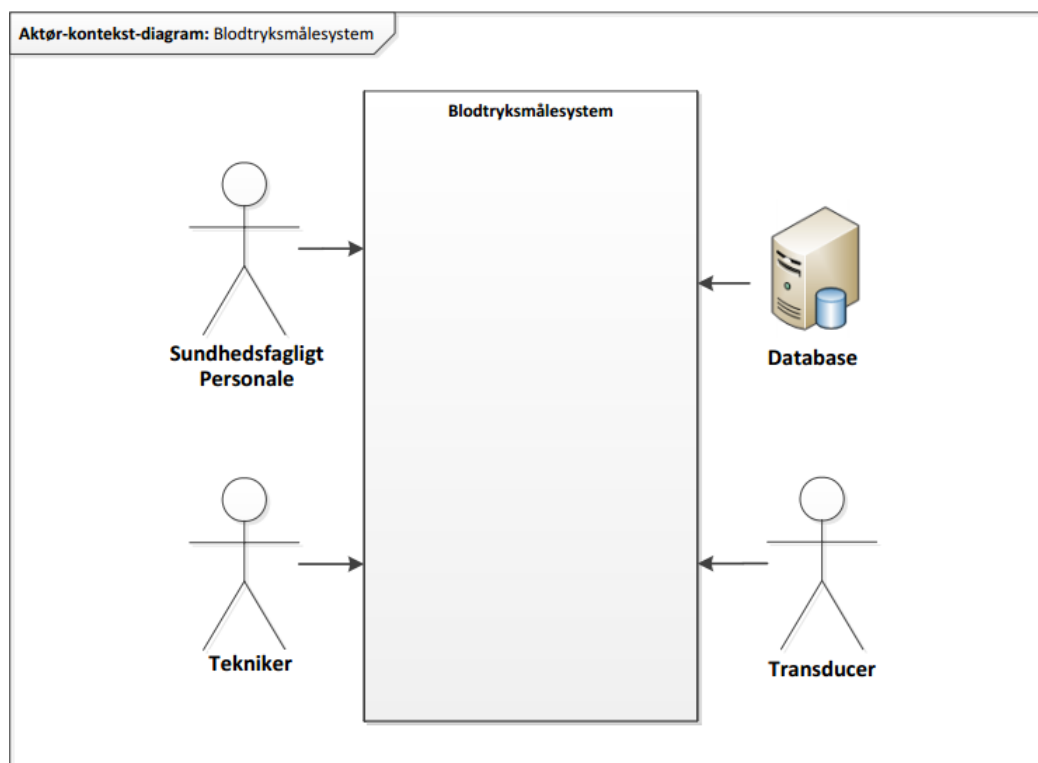 Aktør-kontekst-diagram: Blodtryksmålesystem
Blodtryksmålesystem
Sundhedsfagligt
Personale
Database
Tekniker
Transducer